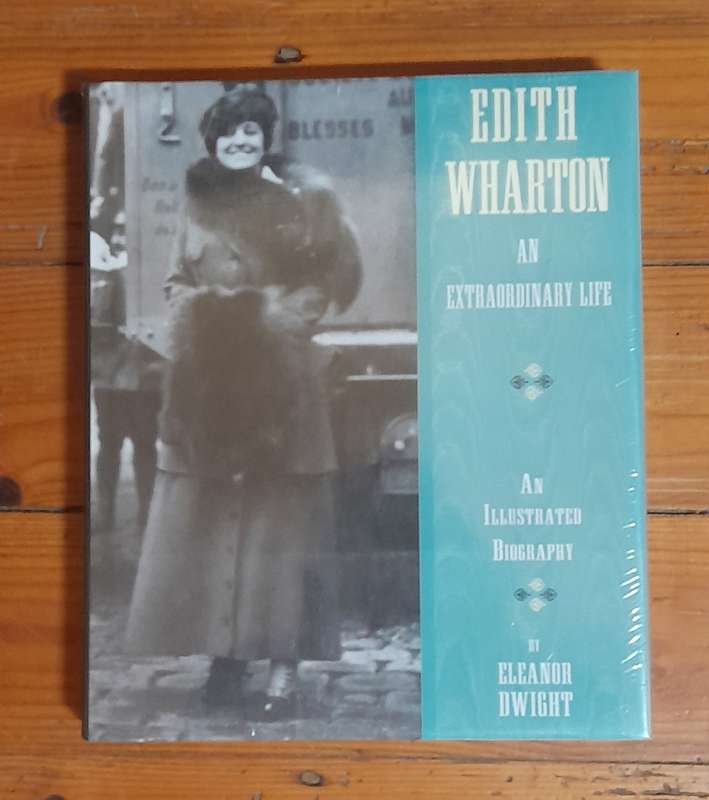 BLESSES
EDITH
WHARTON
AN
EXTRAORDINARY LIFE
AN
ILLUSTRATED
BIOGRAPHY
BY
ELEANOR
DWIGHT